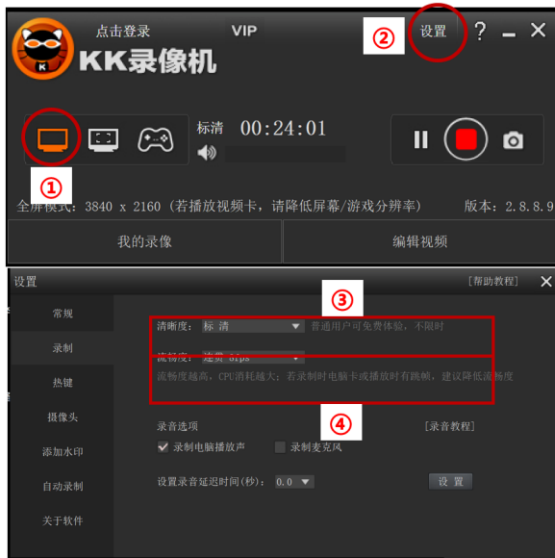 点击登录 VIP ② 设置 ?
KK录像机
K
标清 00:24:01
①
全屏模式: 3840 x 2160 (若播放视频卡, 请降低屏幕/游戏分辨率) 版本: 2.8.8.9
我的录像 编辑视频
设置 [帮助教程]
③
常规
清晰度: 标 清 普通用户可免费体验, 不限时
录制
流畅度:
流畅度越高, CPU消耗越大; 若录制时电脑卡或播放时有跳帧, 建议降低流畅度
热键
④
摄像头
录音选项 [录音教程]
添加水印
录制电脑播放声 录制麦克风
自动录制
设置录音延迟时间(秒): 0.0 设 置
关于软件